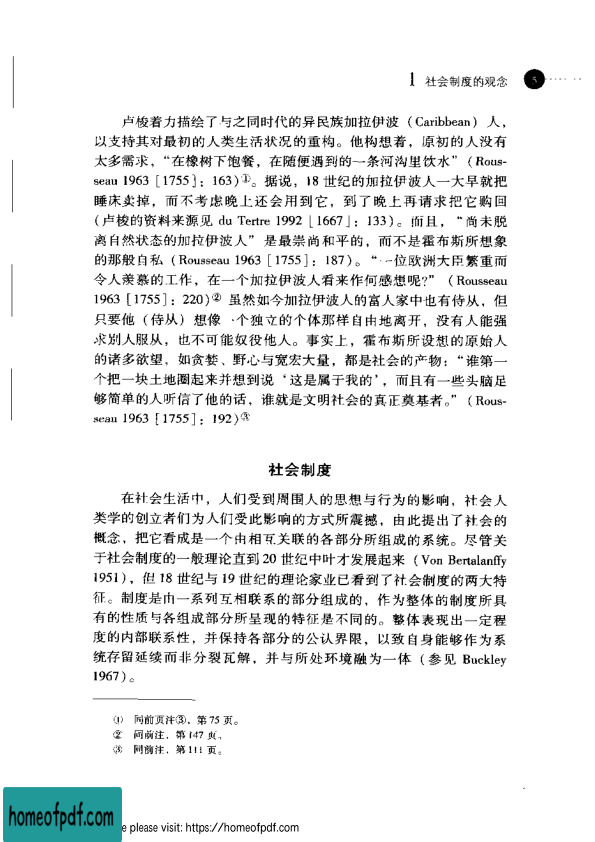 1 社会制度的观念 5
卢梭着力描绘了与之同时代的异民族加拉伊波（Caribbean）人，
以支持其对最初的人类生活状况的重构。他构想着，原初的人没有
太多需求，“在橡树下饱餐，在随便遇到的一条河沟里饮水”（Rous-
seau 1963［1755］：163）①。据说，18 世纪的加拉伊波人一大早就把
睡床卖掉，而不考虑晚上还会用到它，到了晚上再请求把它购回
（卢梭的资料来源见 du Tertre 1992［1667］：133）。而且，“尚未脱
离自然状态的加拉伊波人”是最崇尚和平的，而不是霍布斯所想象
的那般自私（Rousseau 1963［1755］：187）。“一位欧洲大臣繁重而
令人羡慕的工作，在一个加拉伊波人看来作何感想呢?”（Rousseau
1963［1755］：220）② 虽然如今加拉伊波人的富人家中也有侍从，但
只要他（侍从）想像一个独立的个体那样自由地离开，没有人能强
求别人服从，也不可能奴役他人。事实上，霍布斯所设想的原始人
的诸多欲望，如贪婪、野心与宽宏大量，都是社会的产物：“谁第一
个把一块土地圈起来并想到说‘这是属于我的’，而且有一些头脑足
够简单的人听信了他的话，谁就是文明社会的真正奠基者。”（Rous-
seau 1963［1755］：192）③
社会制度
在社会生活中，人们受到周围人的思想与行为的影响，社会人
类学的创立者们为人们受此影响的方式所震撼，由此提出了社会的
概念，把它看成是一个由相互关联的各部分所组成的系统。尽管关
于社会制度的一般理论直到 20 世纪中叶才发展起来（Von Bertalanffy
1951），但 18 世纪与 19 世纪的理论家业已看到了社会制度的两大特
征。制度是由一系列互相联系的部分组成的，作为整体的制度所具
有的性质与各组成部分所呈现的特征是不同的。整体表现出一定程
度的内部联系性，并保持各部分的公认界限，以致自身能够作为系
统存留延续而非分裂瓦解，并与所处环境融为一体（参见 Buckley
1967）。
① 同前页注③，第 75 页。
② 同前注，第 147 页。
③ 同前注，第 111 页。
homeofpdf.com
e please visit: https://homeofpdf.com